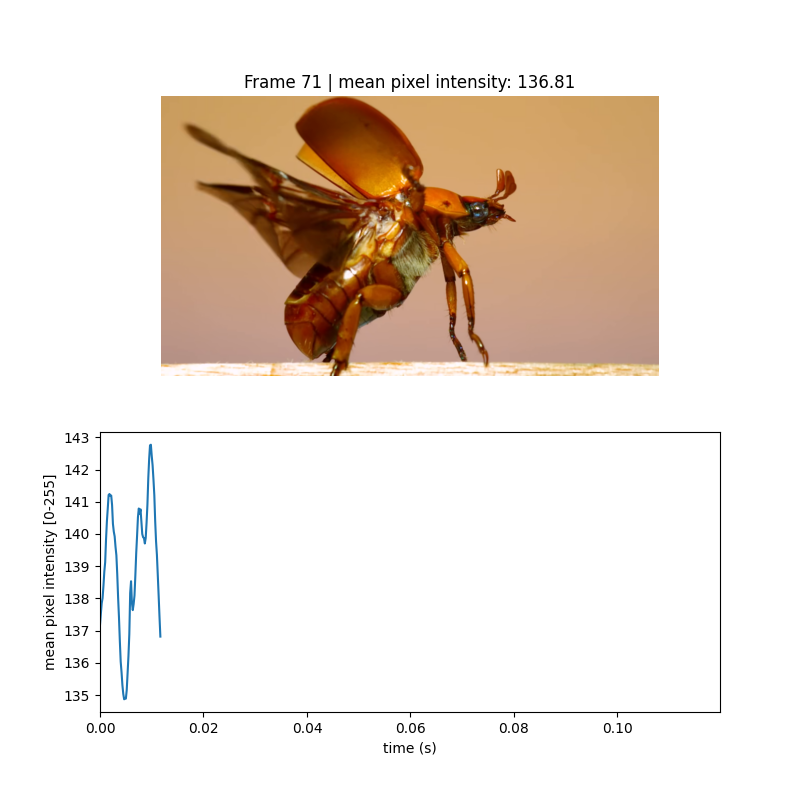 Frame 71 | mean pixel intensity: 136.81
143
142
141
140
139
138
137
136
135
mean pixel intensity [0-255]
0.00 0.02 0.04 0.06 0.08 0.10
time (s)